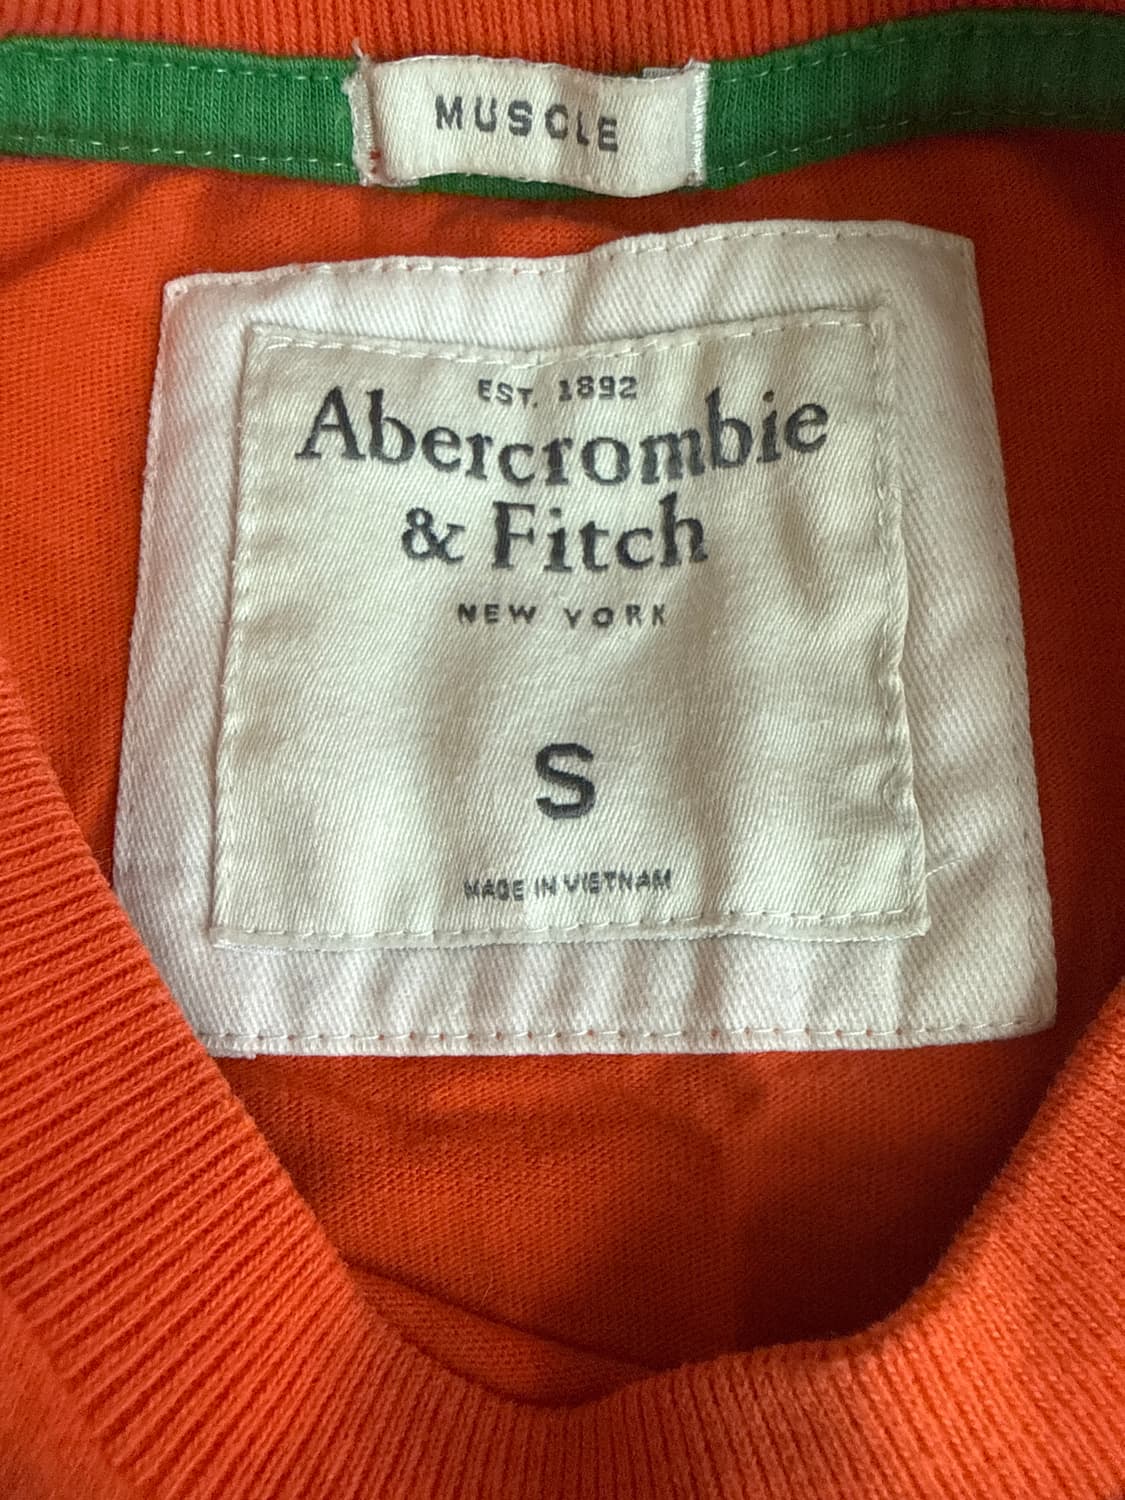 MUSCLE
EST. 1892
Abercrombie
& Fitch
NEW YORK
S
MADE IN VIETNAM